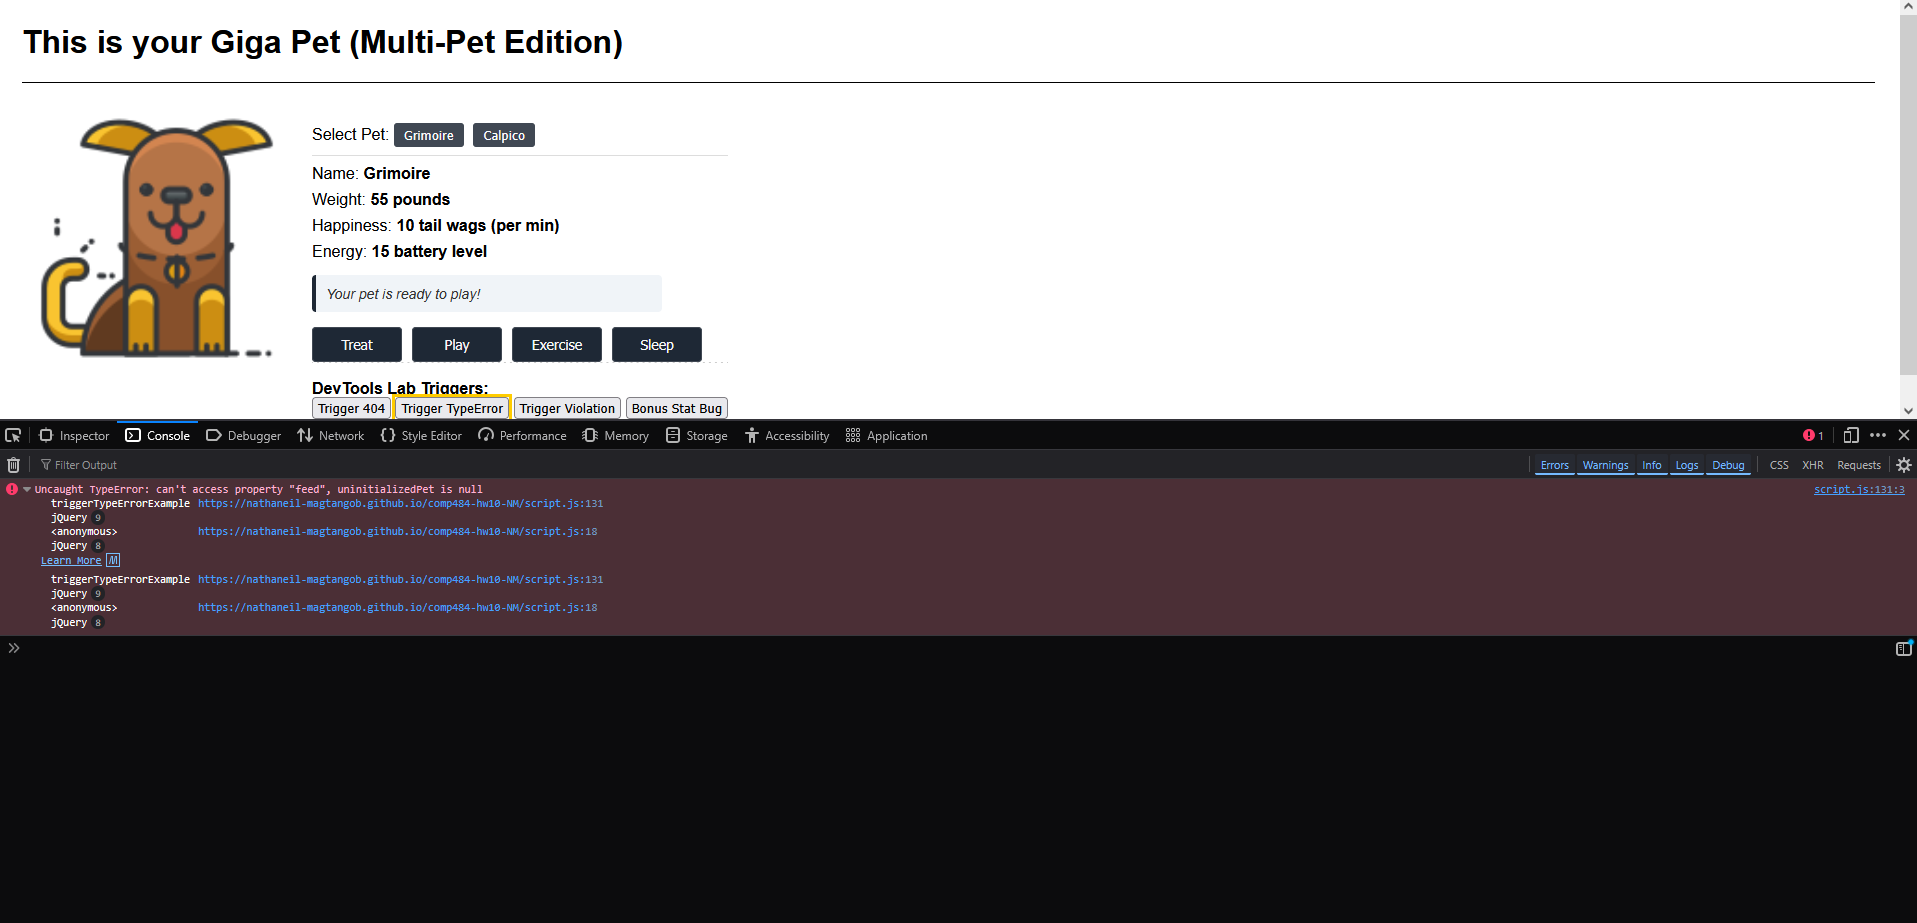 This is your Giga Pet (Multi-Pet Edition)
Select Pet: Grimoire Calpico
Name: Grimoire
Weight: 55 pounds
Happiness: 10 tail wags (per min)
Energy: 15 battery level
Your pet is ready to play!
Treat Play Exercise Sleep
DevTools Lab Triggers:
Trigger 404 Trigger TypeError Trigger Violation Bonus Stat Bug
Inspector Console Debugger Network Style Editor Performance Memory Storage Accessibility Application 1
Filter Output Errors Warnings Info Logs Debug CSS XHR Requests
Uncaught TypeError: can't access property "feed", uninitializedPet is null script.js:131:3
triggerTypeErrorExample https://nathaneil-magtangob.github.io/comp484-hw10-NM/script.js:131
jQuery 9
<anonymous> https://nathaneil-magtangob.github.io/comp484-hw10-NM/script.js:18
jQuery 8
Learn More
triggerTypeErrorExample https://nathaneil-magtangob.github.io/comp484-hw10-NM/script.js:131
jQuery 9
<anonymous> https://nathaneil-magtangob.github.io/comp484-hw10-NM/script.js:18
jQuery 8